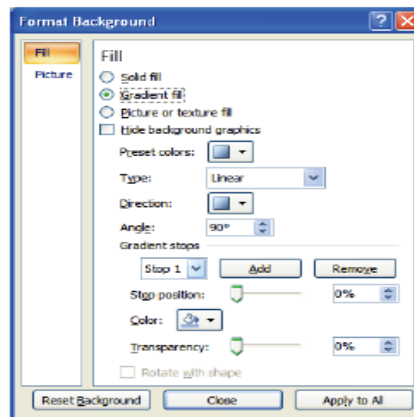 Format Background
Fill
Picture
Fill
Solid fill
Gradient fill
Picture or texture fill
Hide background graphics
Preset colors:
Type: Linear
Direction:
Angle: 90°
Gradient stops
Stop 1 Add Remove
Stop position: 0%
Color:
Transparency: 0%
Rotate with shape
Reset Background Close Apply to All